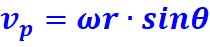 vₚ = ωr · sinθ